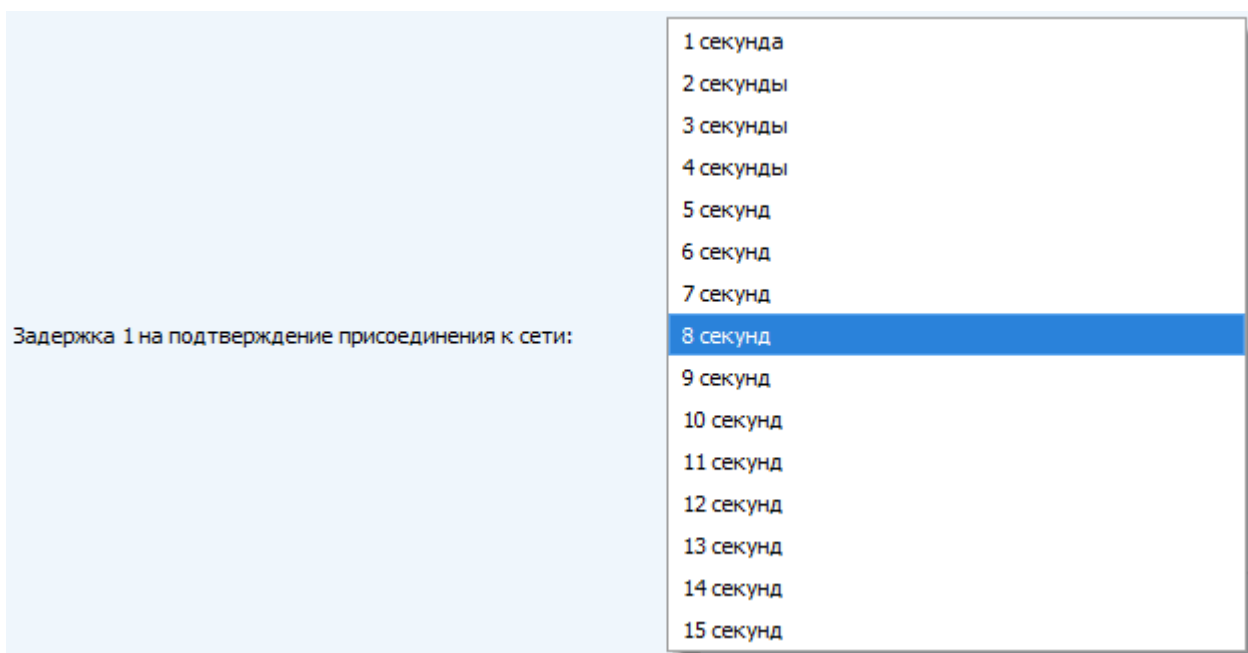 1 секунда
2 секунды
3 секунды
4 секунды
5 секунд
6 секунд
7 секунд
Задержка 1 на подтверждение присоединения к сети:
8 секунд
9 секунд
10 секунд
11 секунд
12 секунд
13 секунд
14 секунд
15 секунд